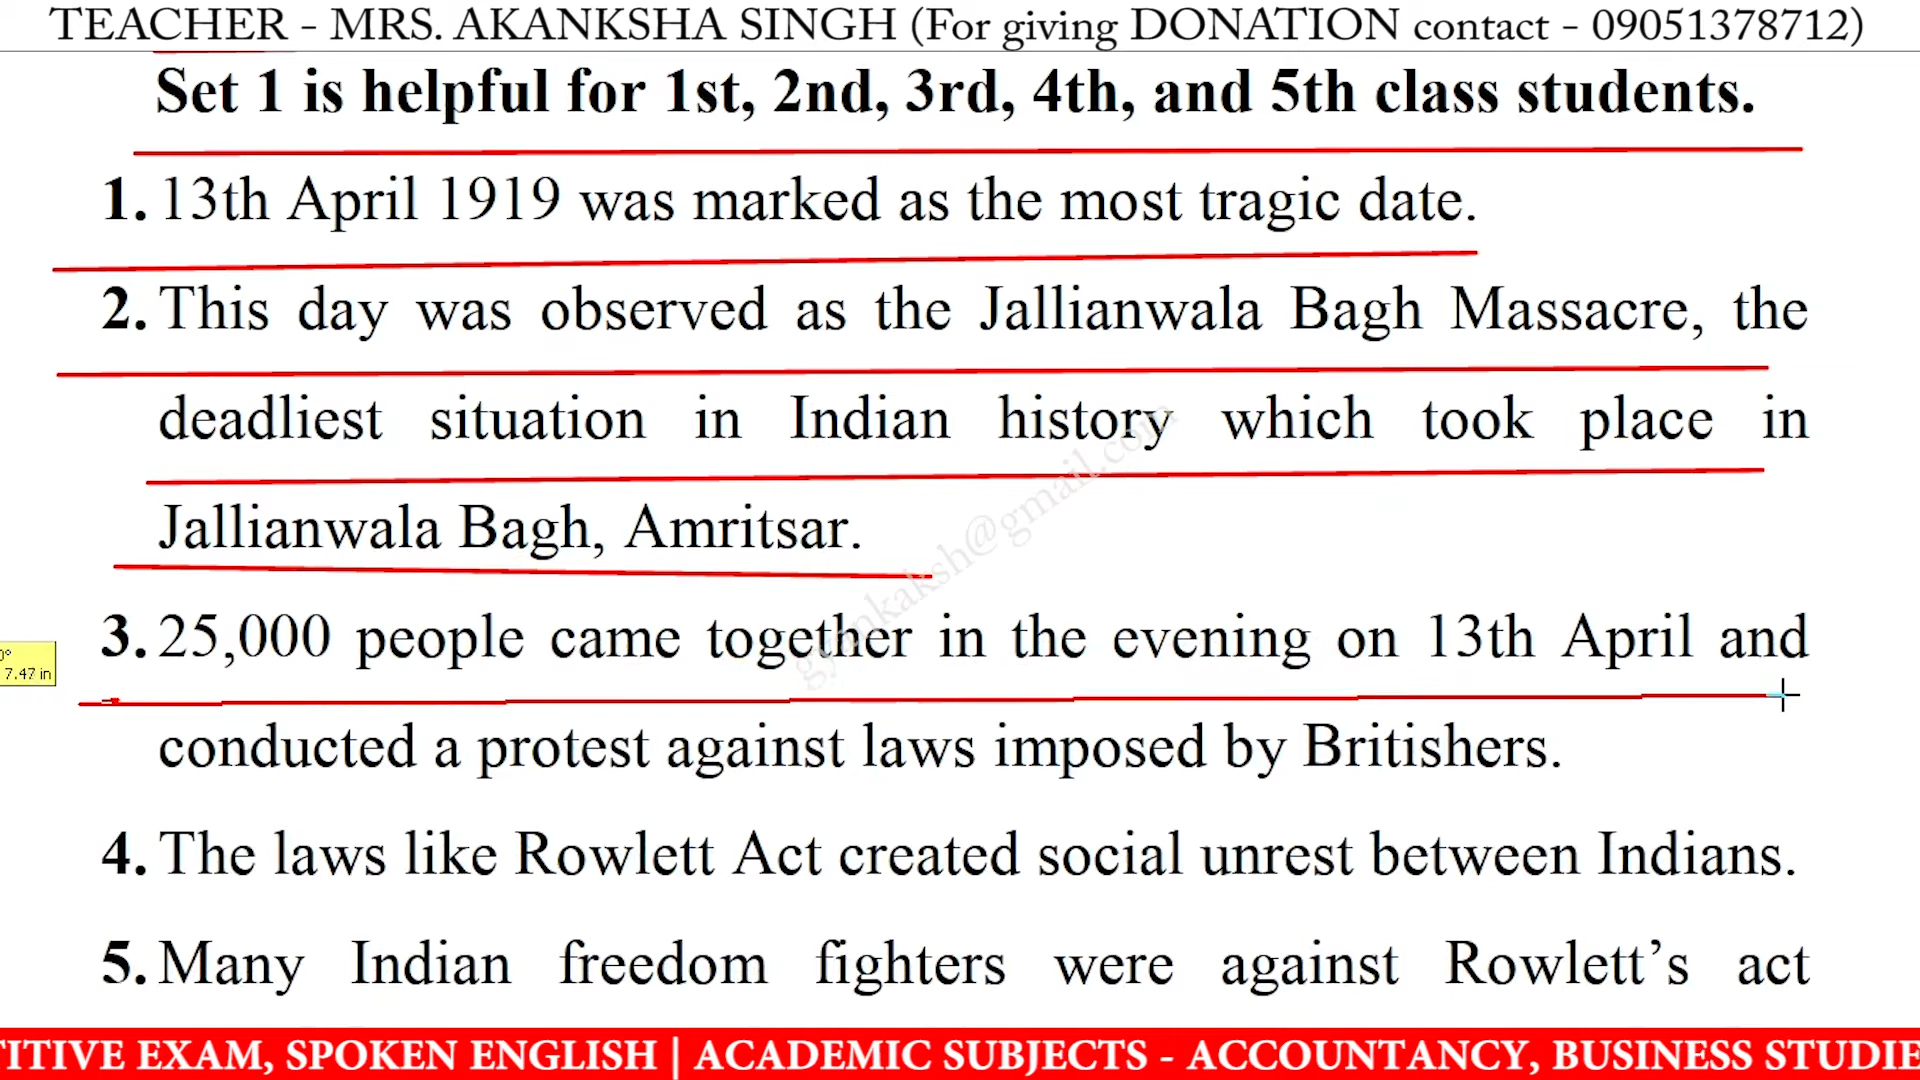 TEACHER - MRS. AKANKSHA SINGH (For giving DONATION contact - 09051378712)
Set 1 is helpful for 1st, 2nd, 3rd, 4th, and 5th class students.
1. 13th April 1919 was marked as the most tragic date.
2. This day was observed as the Jallianwala Bagh Massacre, the
deadliest situation in Indian history which took place in
Jallianwala Bagh, Amritsar.
3. 25,000 people came together in the evening on 13th April and
conducted a protest against laws imposed by Britishers.
4. The laws like Rowlett Act created social unrest between Indians.
5. Many Indian freedom fighters were against Rowlett’s act
gyankaksh@gmail.com
0°
7.47 in
TITIVE EXAM, SPOKEN ENGLISH | ACADEMIC SUBJECTS - ACCOUNTANCY, BUSINESS STUDIE